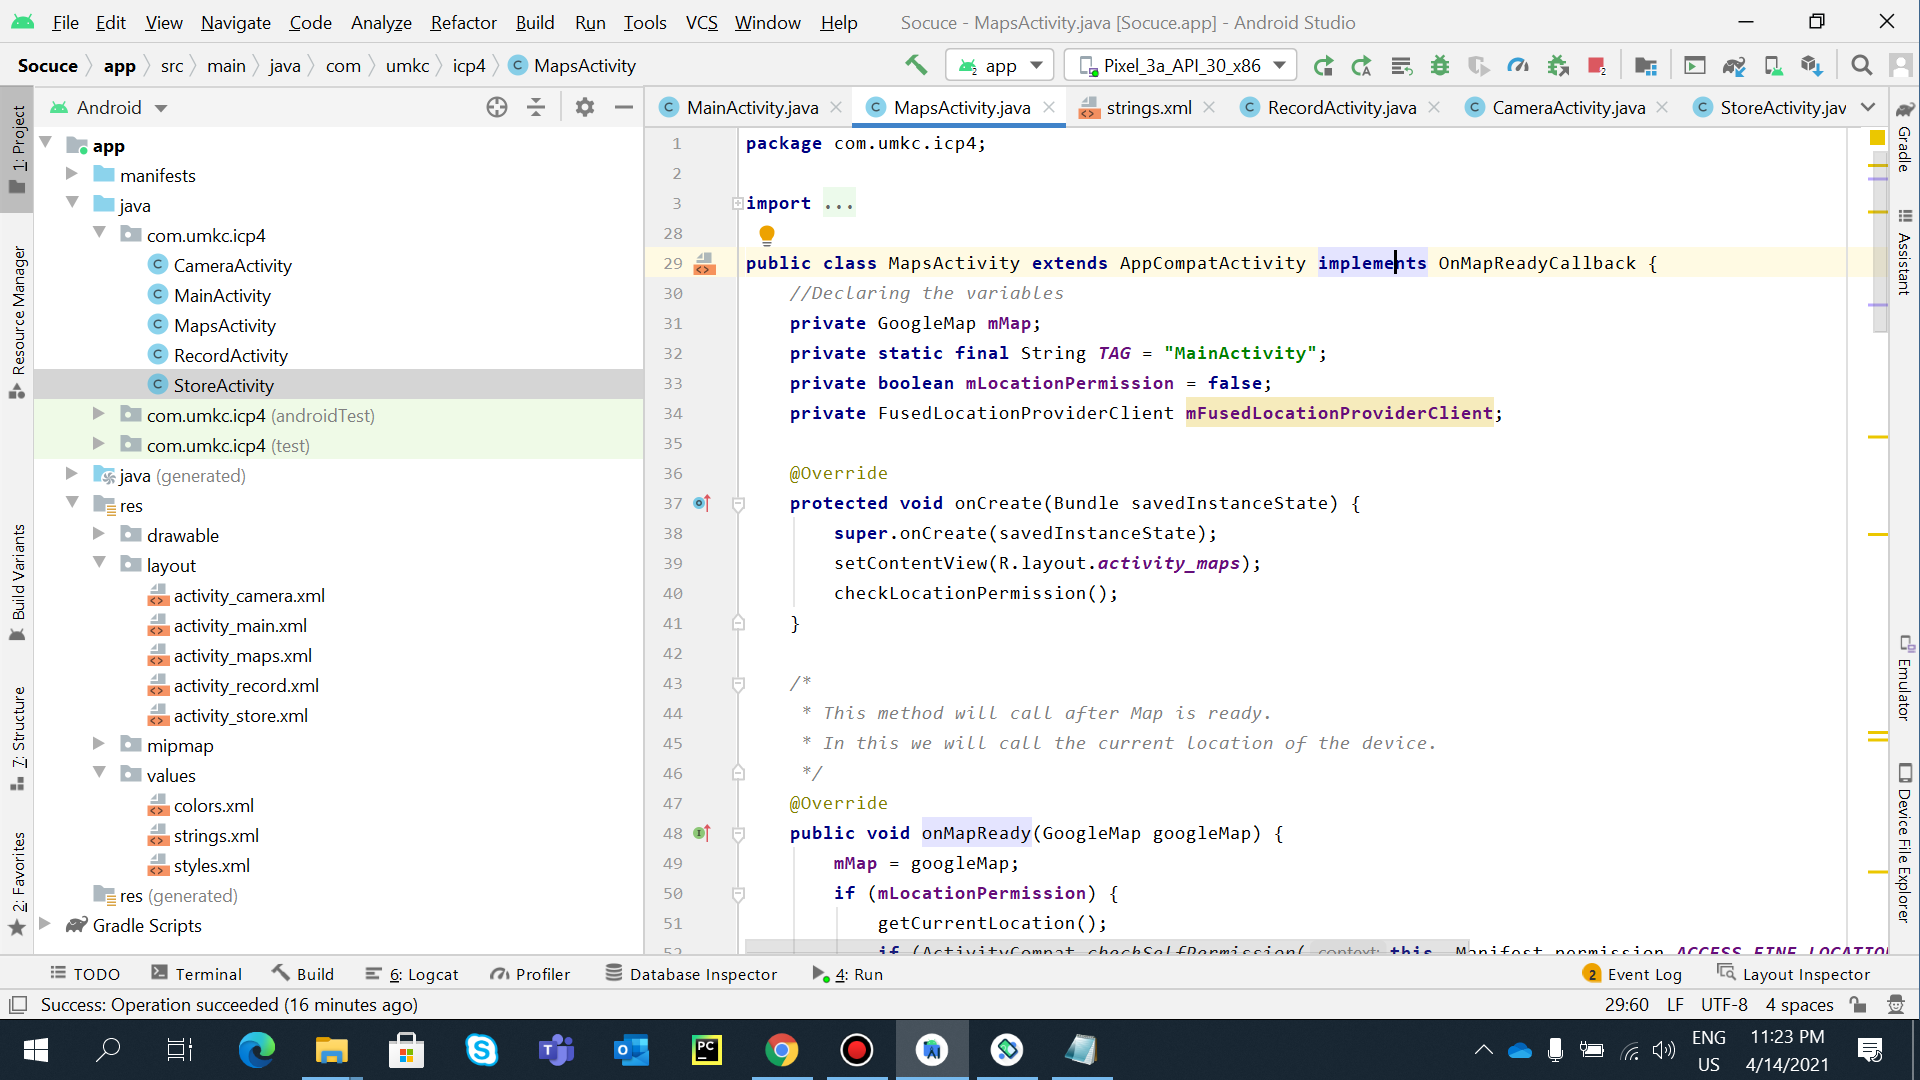 File Edit View Navigate Code Analyze Refactor Build Run Tools VCS Window Help Socuce - MapsActivity.java [Socuce.app] - Android Studio
Socuce app src main java com umkc icp4 MapsActivity app Pixel_3a_API_30_x86
Android
MainActivity.java MapsActivity.java strings.xml RecordActivity.java CameraActivity.java StoreActivity.jav
1: Project
Resource Manager
Build Variants
7: Structure
2: Favorites
app
manifests
java
com.umkc.icp4
CameraActivity
MainActivity
MapsActivity
RecordActivity
StoreActivity
com.umkc.icp4 (androidTest)
com.umkc.icp4 (test)
java (generated)
res
drawable
layout
activity_camera.xml
activity_main.xml
activity_maps.xml
activity_record.xml
activity_store.xml
mipmap
values
colors.xml
strings.xml
styles.xml
res (generated)
Gradle Scripts
1 package com.umkc.icp4;
2
3 import ...
28
29 public class MapsActivity extends AppCompatActivity implements OnMapReadyCallback {
30 //Declaring the variables
31 private GoogleMap mMap;
32 private static final String TAG = "MainActivity";
33 private boolean mLocationPermission = false;
34 private FusedLocationProviderClient mFusedLocationProviderClient;
35
36 @Override
37 protected void onCreate(Bundle savedInstanceState) {
38 super.onCreate(savedInstanceState);
39 setContentView(R.layout.activity_maps);
40 checkLocationPermission();
41 }
42
43 /*
44 * This method will call after Map is ready.
45 * In this we will call the current location of the device.
46 */
47 @Override
48 public void onMapReady(GoogleMap googleMap) {
49 mMap = googleMap;
50 if (mLocationPermission) {
51 getCurrentLocation();
52 if (ActivityCompat.checkSelfPermission( context: this, Manifest.permission.ACCESS_FINE_LOCATIO
Gradle
Assistant
Emulator
Device File Explorer
TODO Terminal Build 6: Logcat Profiler Database Inspector 4: Run 2 Event Log Layout Inspector
Success: Operation succeeded (16 minutes ago) 29:60 LF UTF-8 4 spaces
ENG 11:23 PM
US 4/14/2021